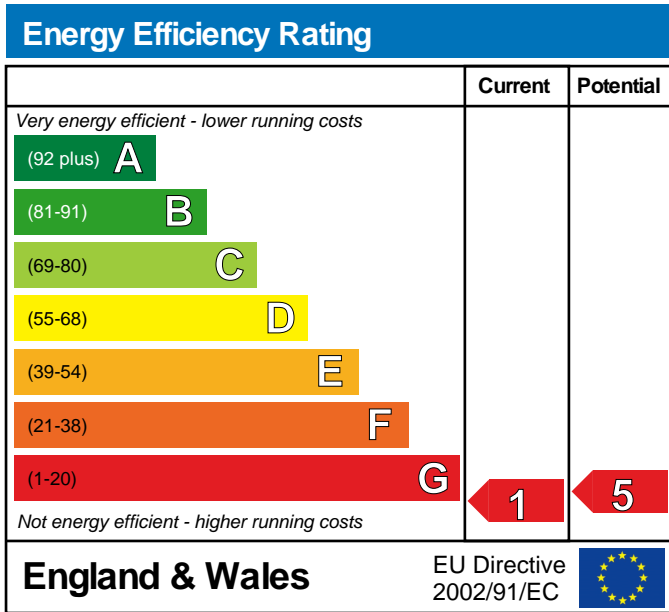 Energy Efficiency Rating
Current Potential
Very energy efficient - lower running costs
(92 plus) A
(81-91) B
(69-80) C
(55-68) D
(39-54) E
(21-38) F
(1-20) G
1 5
Not energy efficient - higher running costs
England & Wales
EU Directive
2002/91/EC